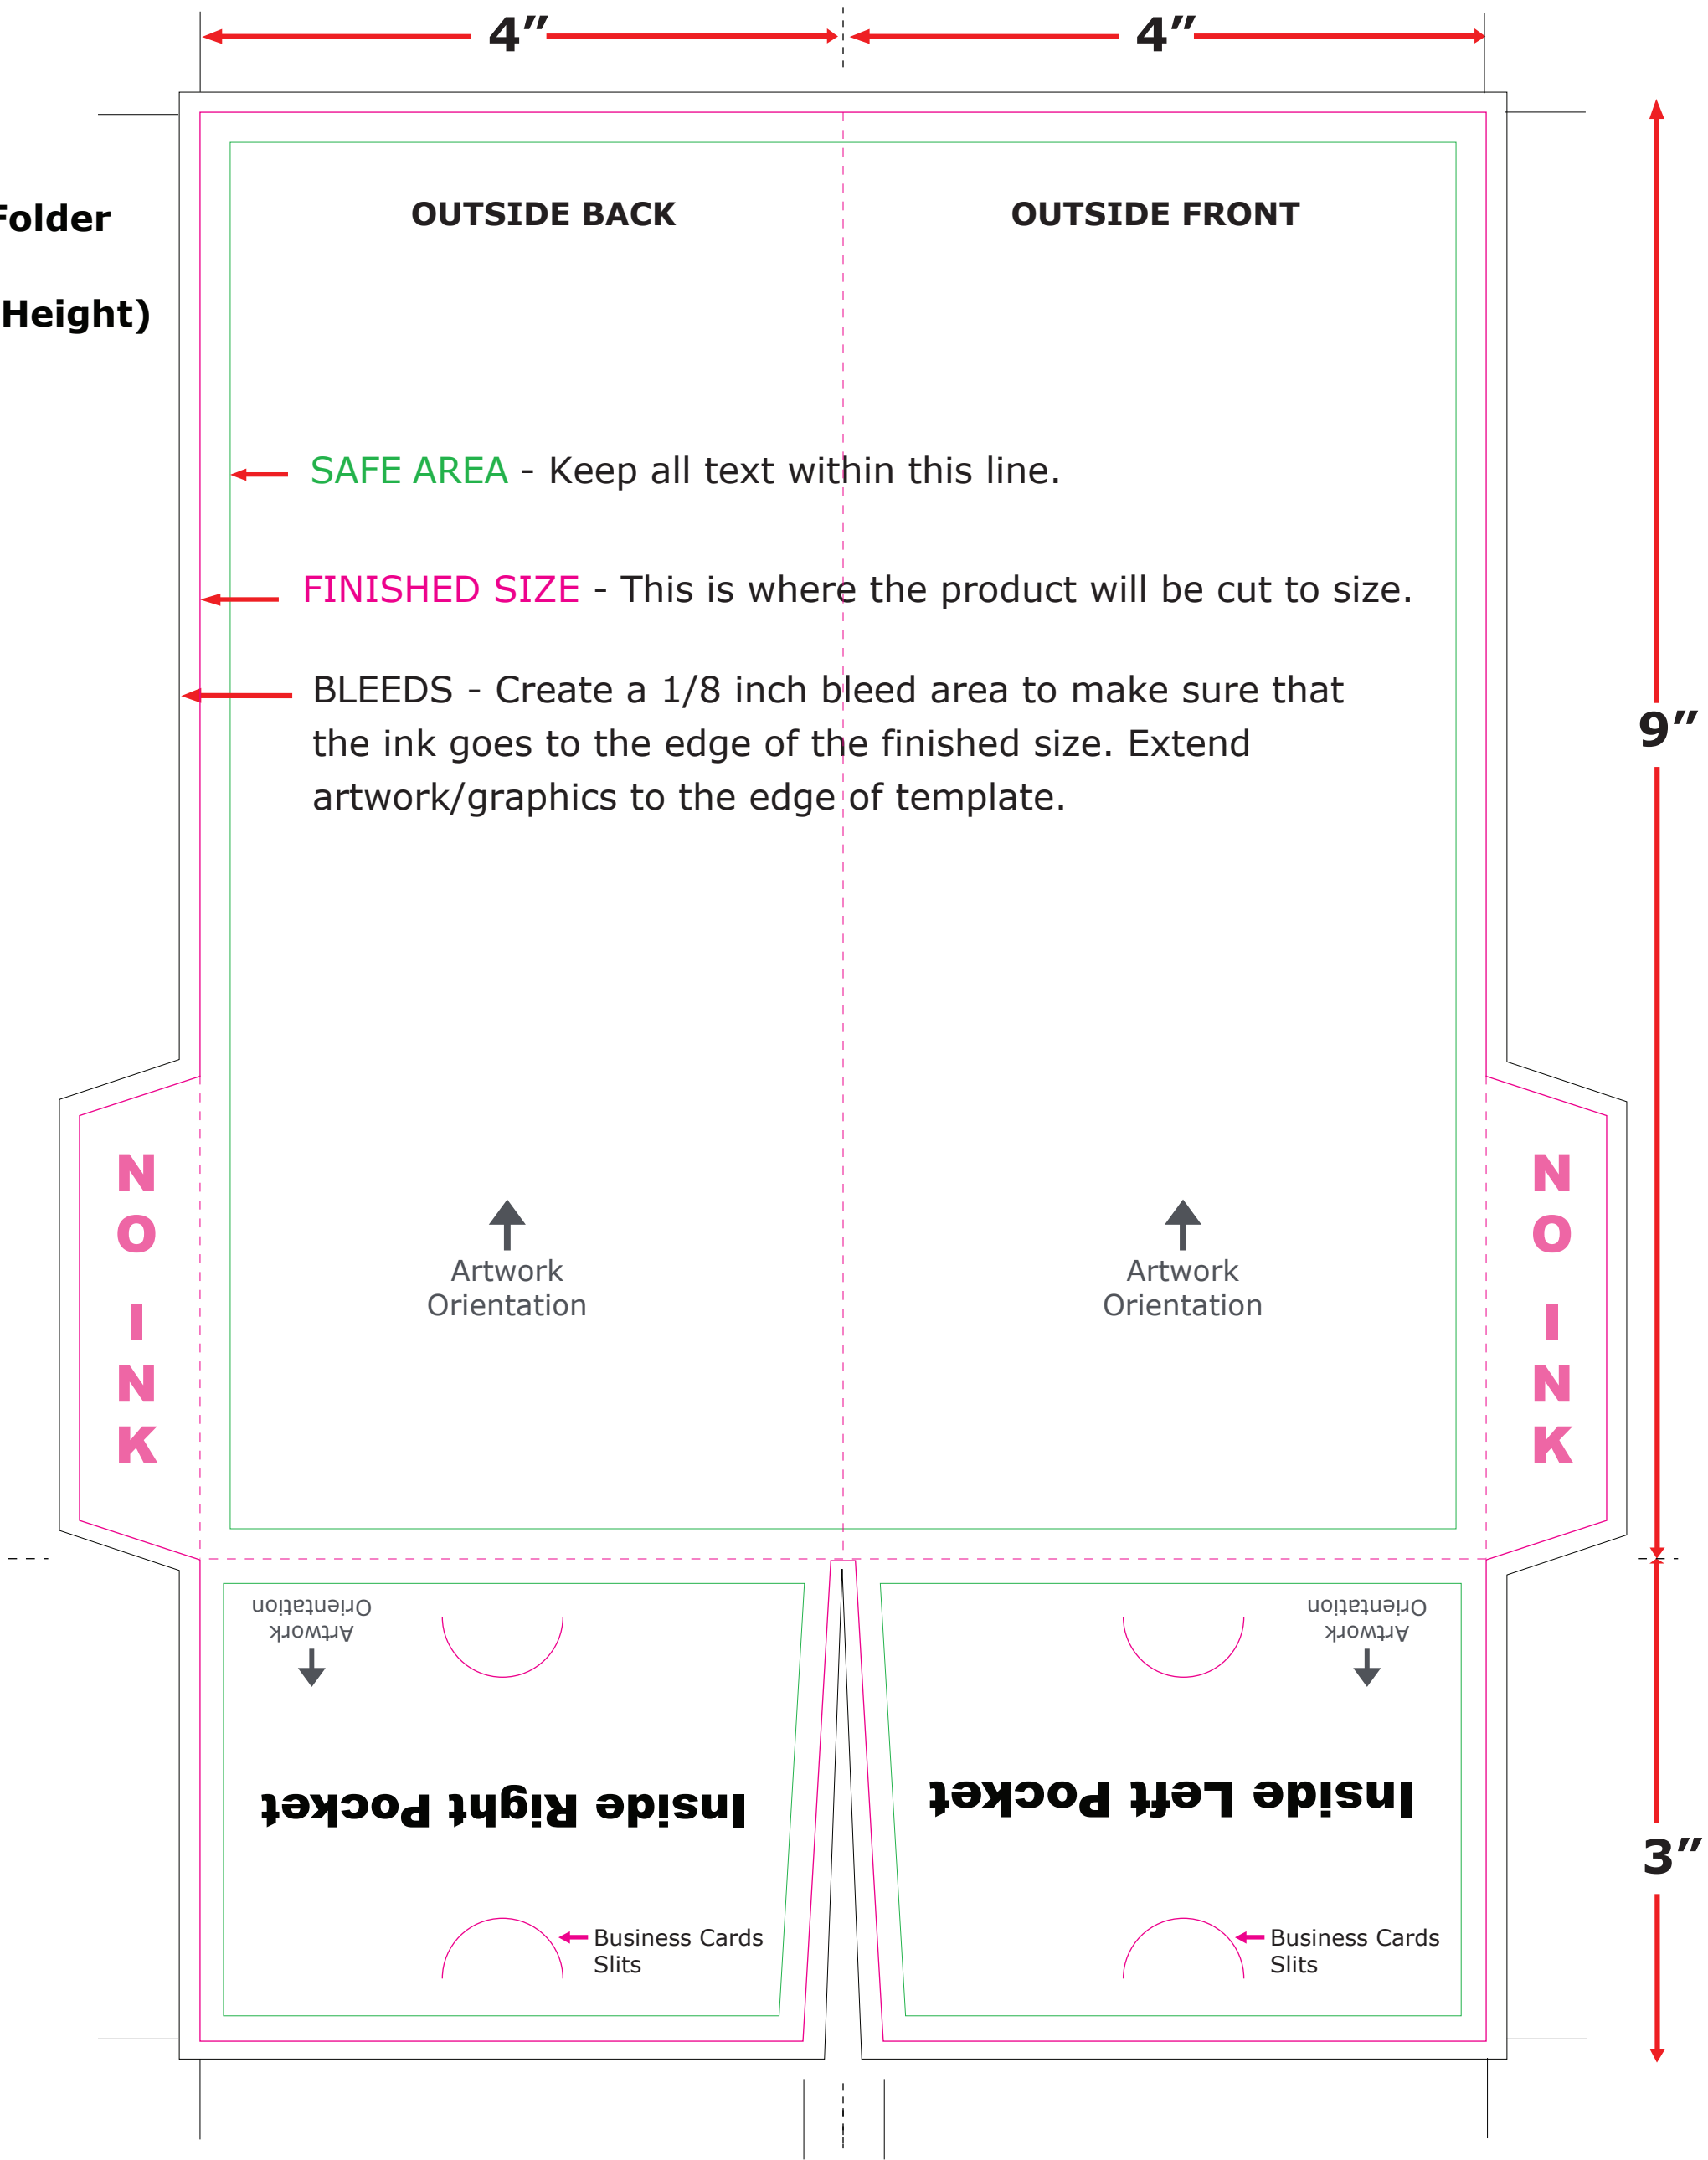 4” 4”
Folder
Height)
OUTSIDE BACK OUTSIDE FRONT
SAFE AREA - Keep all text within this line.
FINISHED SIZE - This is where the product will be cut to size.
BLEEDS - Create a 1/8 inch bleed area to make sure that
the ink goes to the edge of the finished size. Extend
artwork/graphics to the edge of template.
9”
NO INK
NO INK
Artwork
Orientation
Artwork
Orientation
Artwork
Orientation
Artwork
Orientation
Inside Right Pocket
Inside Left Pocket
3”
Business Cards
Slits
Business Cards
Slits